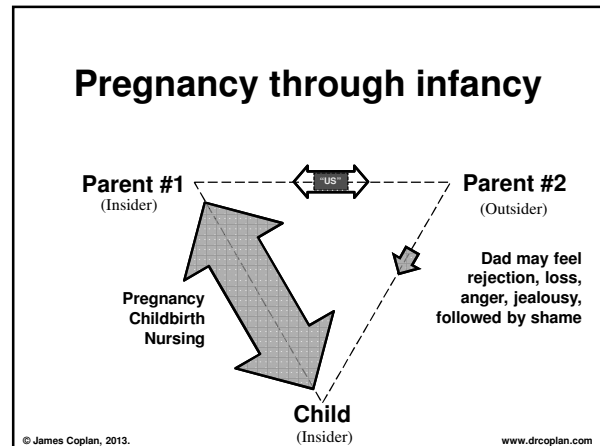 Pregnancy through infancy
"US"
Parent #1
(Insider)
Parent #2
(Outsider)
Pregnancy
Childbirth
Nursing
Dad may feel
rejection, loss,
anger, jealousy,
followed by shame
Child
(Insider)
© James Coplan, 2013.
www.drcoplan.com